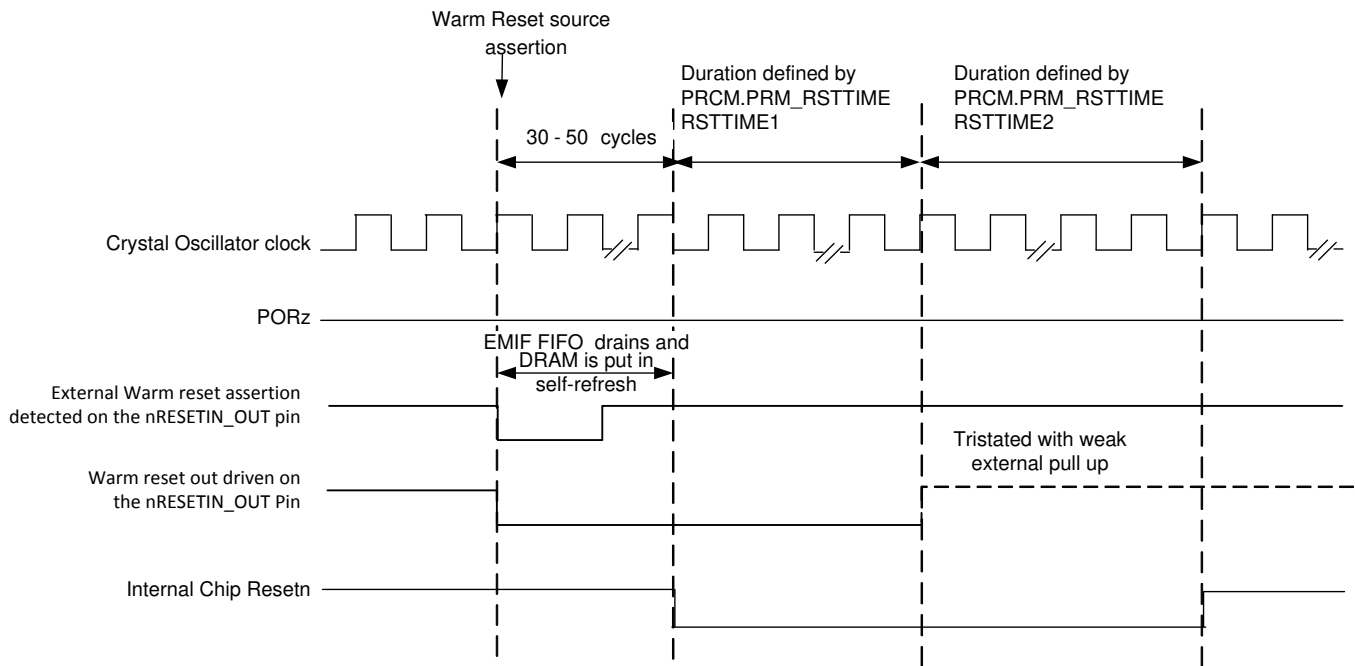 Warm Reset source
assertion
Duration defined by
PRCM.PRM_RSTTIME
RSTTIME1
Duration defined by
PRCM.PRM_RSTTIME
RSTTIME2
30 - 50 cycles
Crystal Oscillator clock
PORz
EMIF FIFO drains and
DRAM is put in
self-refresh
External Warm reset assertion
detected on the nRESETIN_OUT pin
Tristated with weak
external pull up
Warm reset out driven on
the nRESETIN_OUT Pin
Internal Chip Resetn